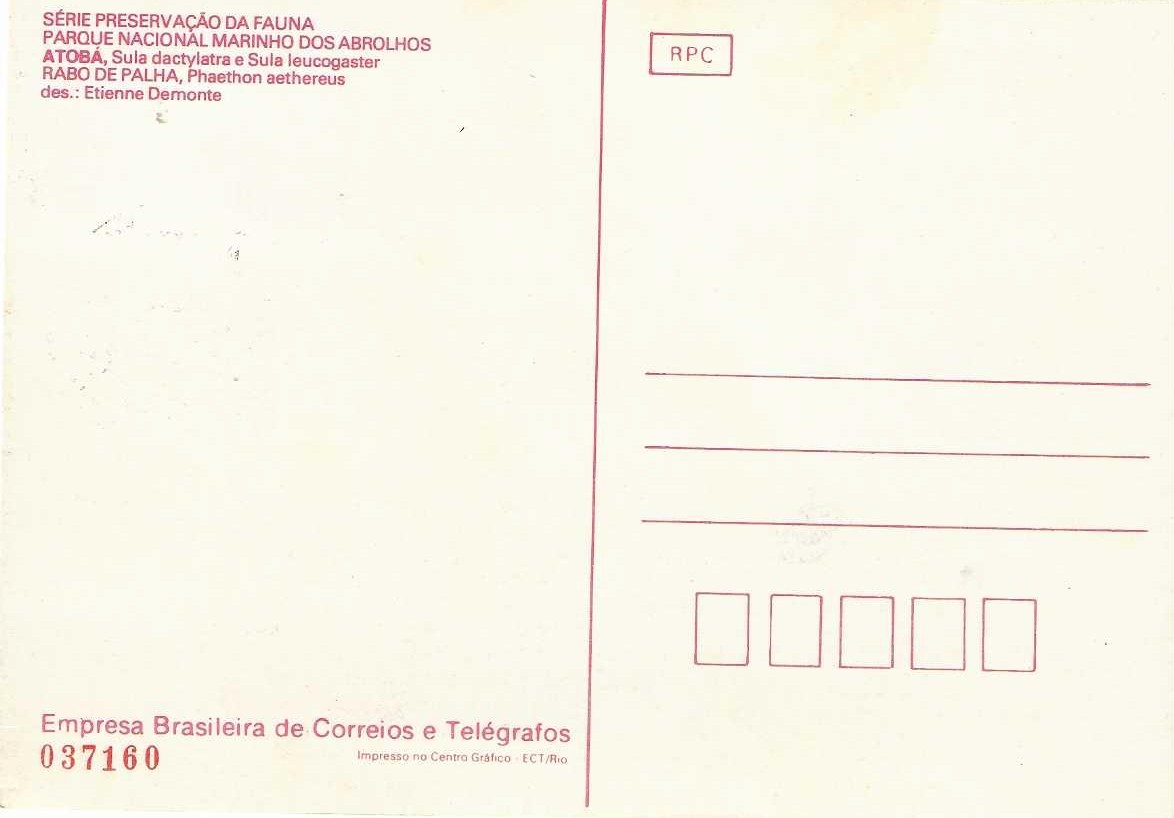 SÉRIE PRESERVAÇÃO DA FAUNA
PARQUE NACIONAL MARINHO DOS ABROLHOS
ATOBÁ, Sula dactylatra e Sula leucogaster
RABO DE PALHA, Phaethon aethereus
des.: Etienne Demonte
RPC
Empresa Brasileira de Correios e Telégrafos
037160
Impresso no Centro Gráfico - ECT/Rio